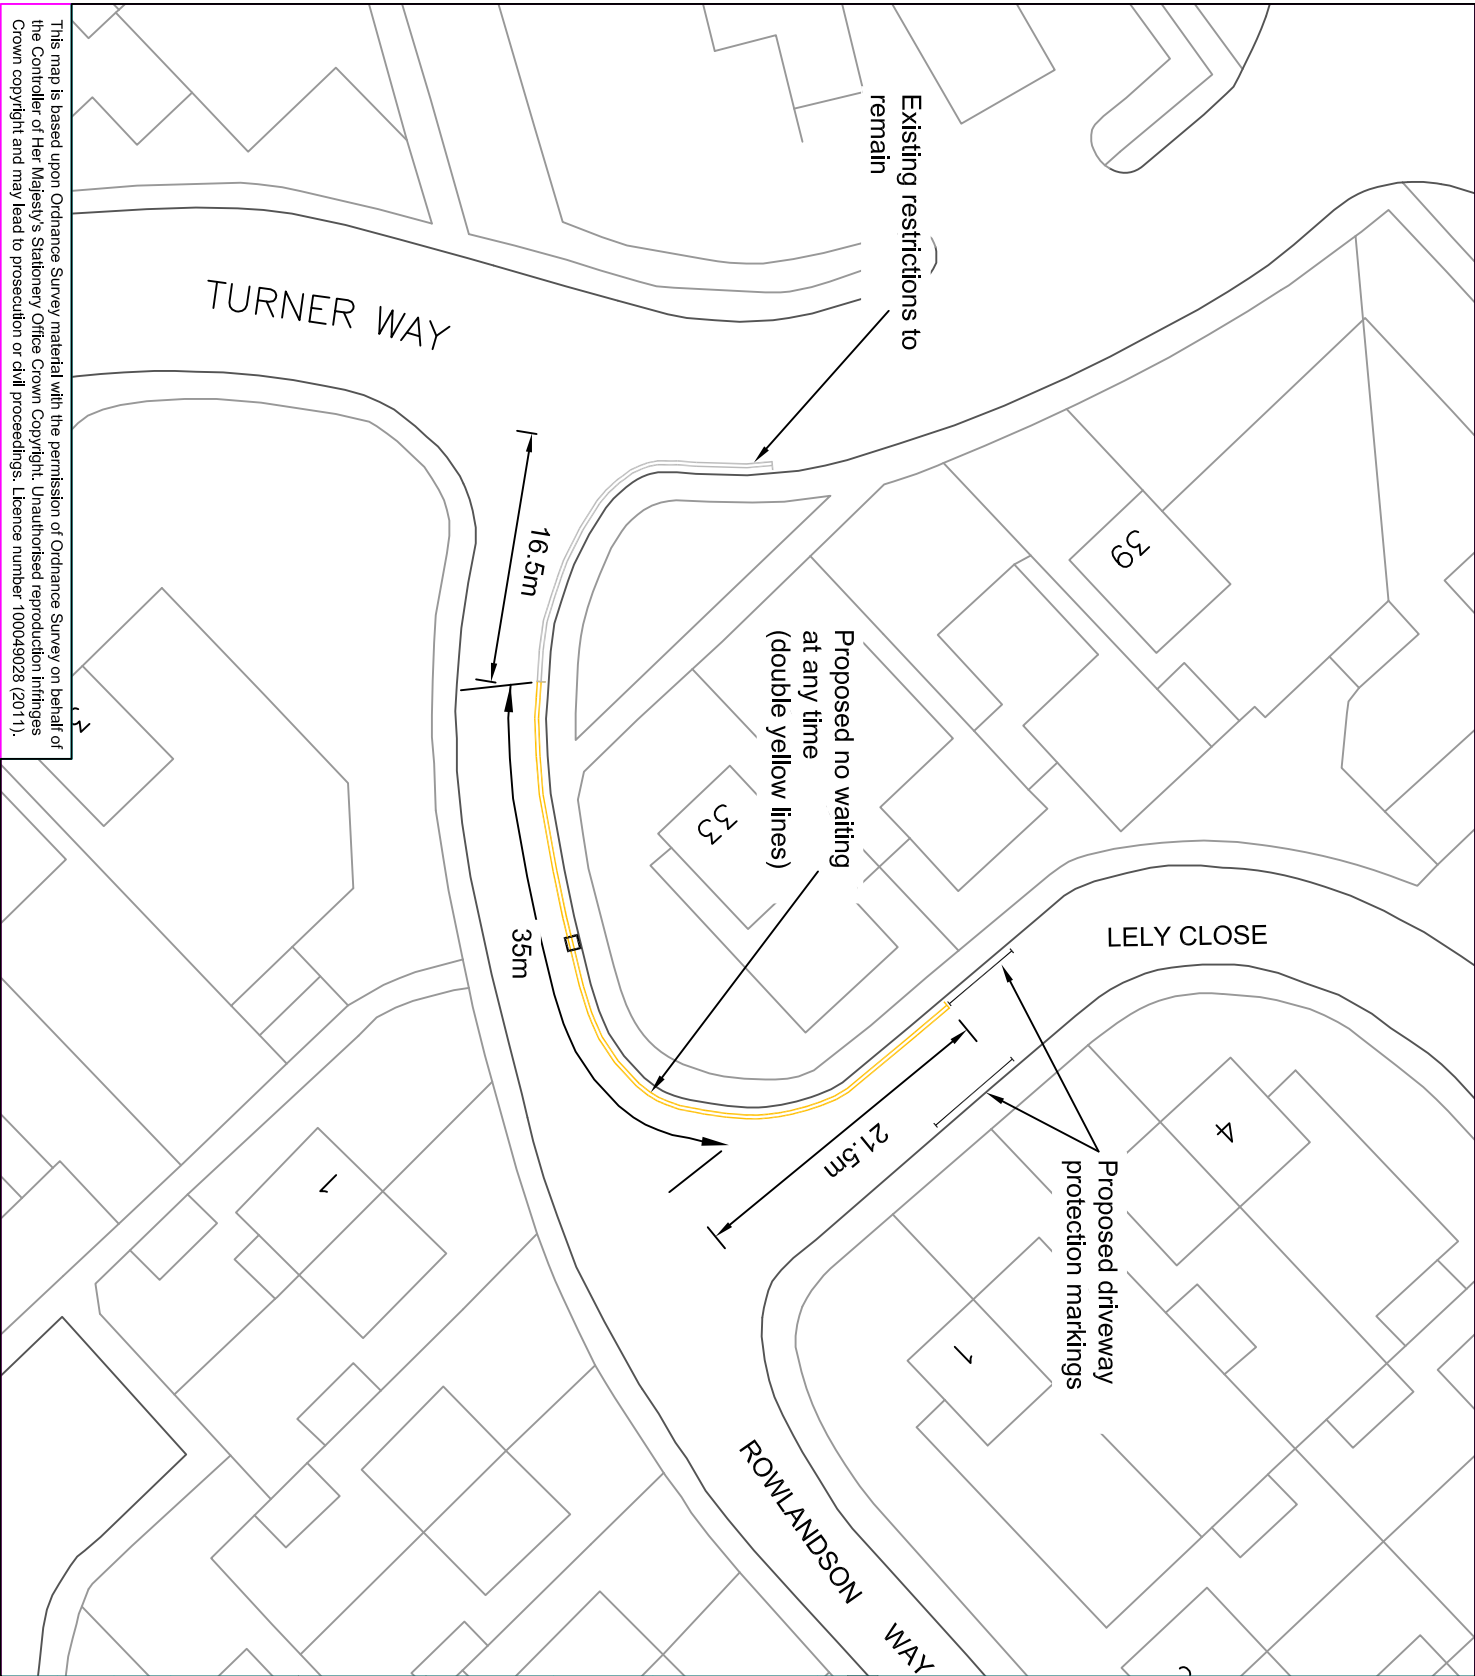 Existing restrictions to
remain
TURNER WAY
16.5m
39
Proposed no waiting
at any time
(double yellow lines)
33
35m
LELY CLOSE
21.5m
Proposed driveway
protection markings
4
1
1
ROWLANDSON WAY
This map is based upon Ordnance Survey material with the permission of Ordnance Survey on behalf of
the Controller of Her Majesty's Stationery Office Crown Copyright. Unauthorised reproduction infringes
Crown copyright and may lead to prosecution or civil proceedings. Licence number 100049028 (2011).